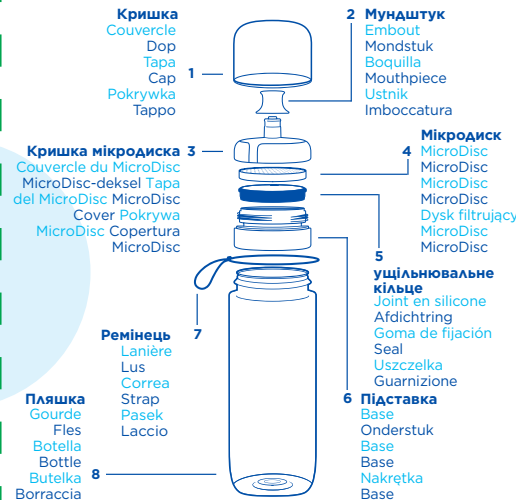 Кришка
Couvercle
Dop
Tapa
Cap
Pokrywka
Tappo
1
2 Мундштук
Embout
Mondstuk
Boquilla
Mouthpiece
Ustnik
Imboccatura
Кришка мікродиска 3
Couvercle du MicroDisc
MicroDisc-deksel Tapa
del MicroDisc MicroDisc
Cover Pokrywa
MicroDisc Copertura
MicroDisc
Мікродиск
4 MicroDisc
MicroDisc
MicroDisc
MicroDisc
Dysk filtrujący
MicroDisc
MicroDisc
5
ущільнювальне
кільце
Joint en silicone
Afdichtring
Goma de fijación
Seal
Uszczelka
Guarnizione
6 Підставка
Base
Onderstuk
Base
Base
Nakrętka
Base
Ремінець 7
Lanière
Lus
Correa
Strap
Pasek
Laccio
Пляшка
Gourde
Fles
Botella
Bottle
Butelka 8
Borraccia